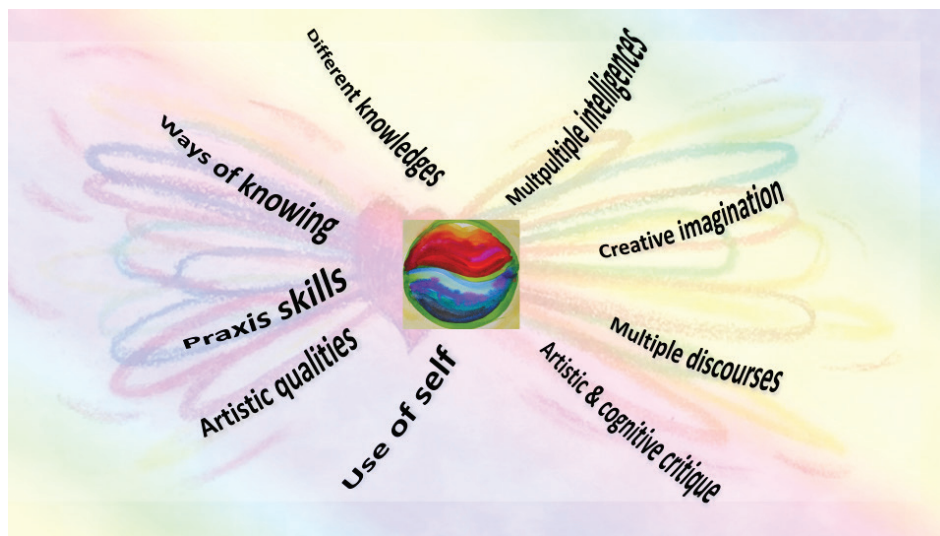 Different knowledges
Multpultiple intelligences
Ways of knowing
Creative imagination
Praxis skills
Multiple discourses
Artistic qualities
Artistic & cognitive critique
Use of self